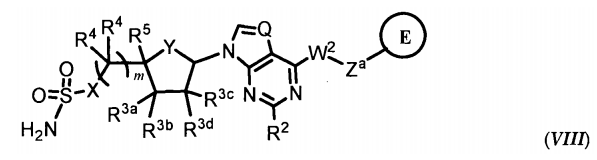 R⁴ R⁴ R⁵ Y N Q W² Zᵃ E
O=S=O X m N N
H₂N R³ᵃ R³ᵇ R³ᶜ R³ᵈ R²
(VIII)